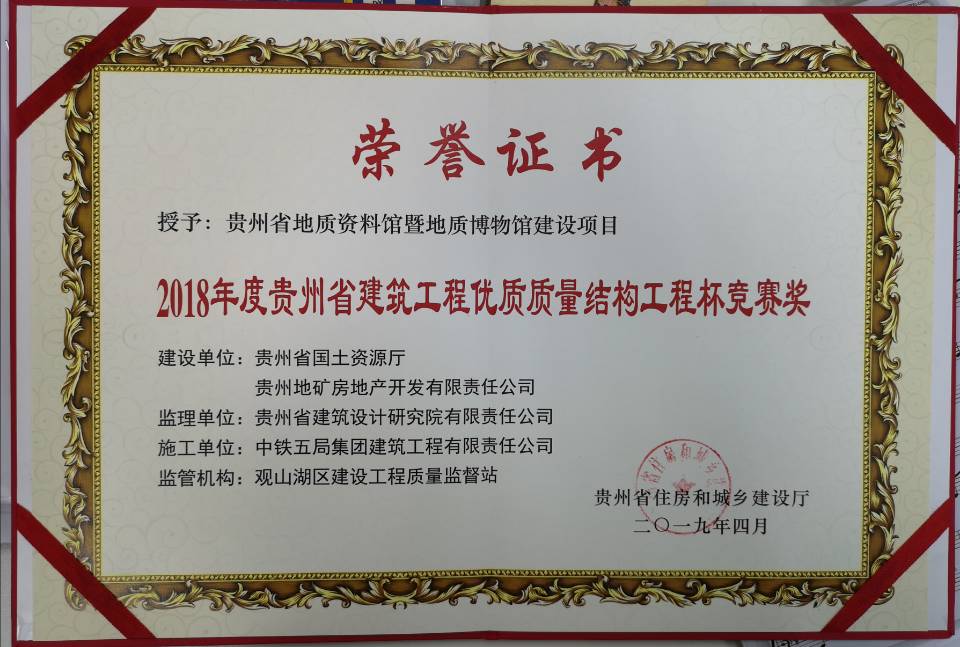 荣誉证书
授予：贵州省地质资料馆暨地质博物馆建设项目
2018年度贵州省建筑工程优质质量结构工程杯竞赛奖
建设单位：贵州省国土资源厅
贵州地矿房地产开发有限责任公司
监理单位：贵州省建筑设计研究院有限责任公司
施工单位：中铁五局集团建筑工程有限责任公司
监管机构：观山湖区建设工程质量监督站
贵州省住房和城乡建设厅
二〇一九年四月